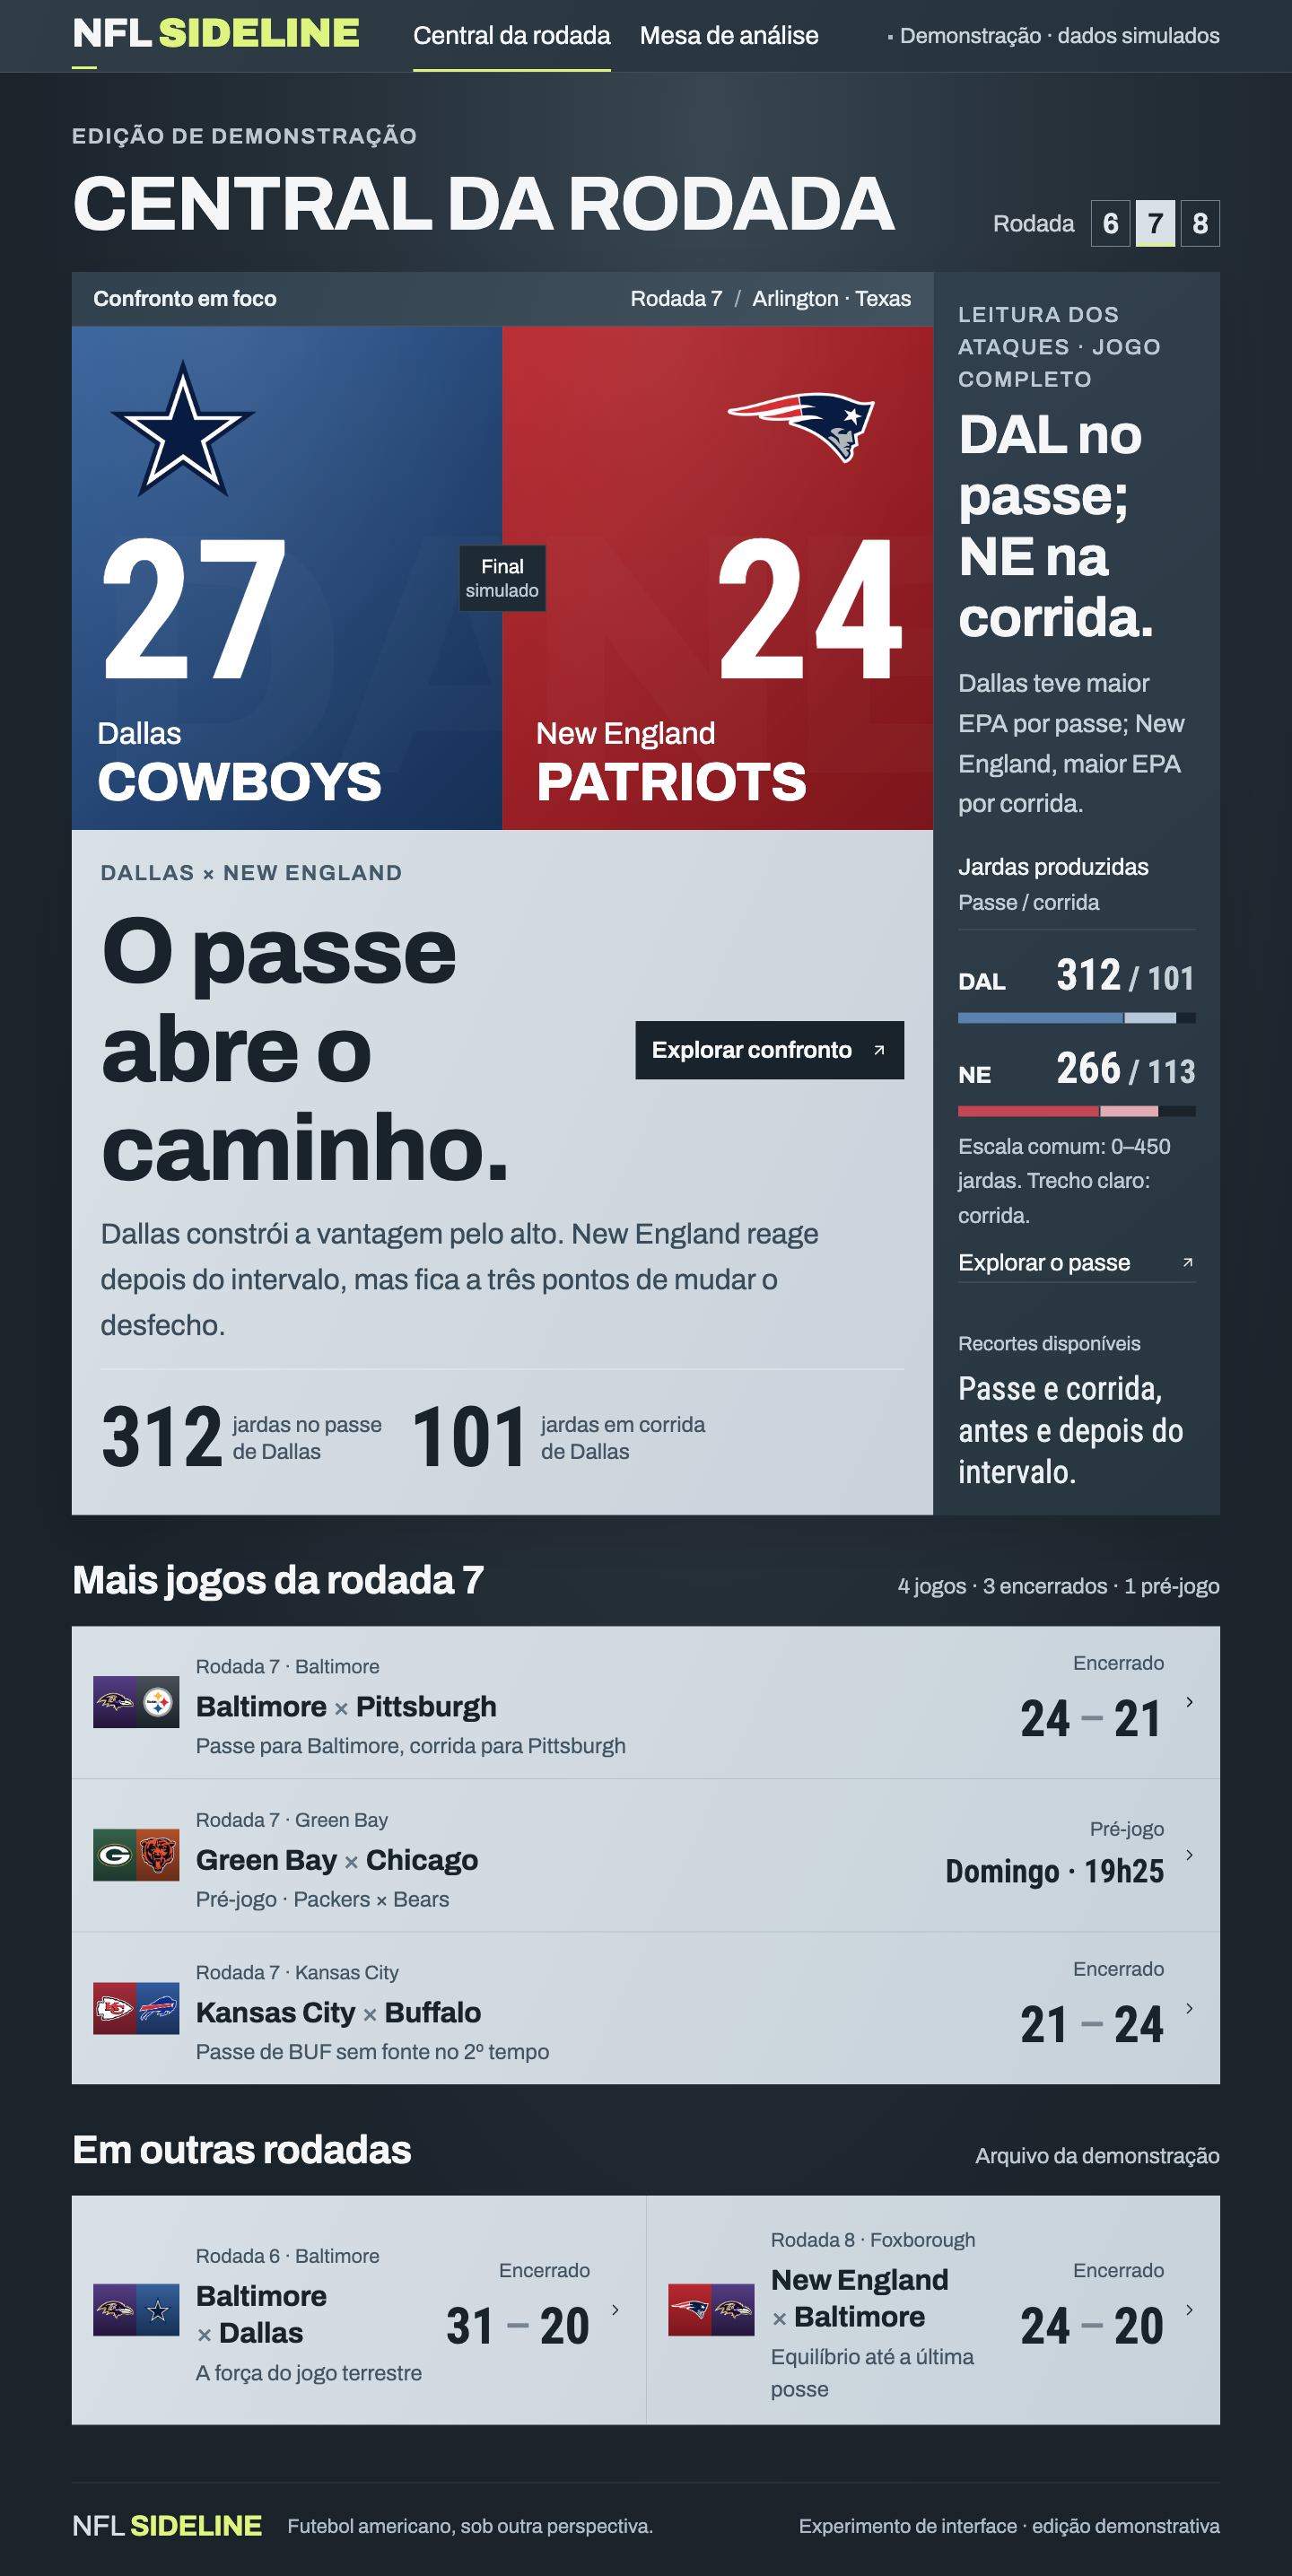 NFL SIDELINE
Central da rodada
Mesa de análise
Demonstração · dados simulados
EDIÇÃO DE DEMONSTRAÇÃO
CENTRAL DA RODADA
Rodada 6 7 8
Confronto em foco
Rodada 7 / Arlington · Texas
27
Final
simulado
24
Dallas
COWBOYS
New England
PATRIOTS
DALLAS × NEW ENGLAND
O passe
abre o
caminho.
Explorar confronto
Dallas constrói a vantagem pelo alto. New England reage
depois do intervalo, mas fica a três pontos de mudar o
desfecho.
312 jardas no passe
de Dallas
101 jardas em corrida
de Dallas
LEITURA DOS
ATAQUES · JOGO
COMPLETO
DAL no
passe;
NE na
corrida.
Dallas teve maior
EPA por passe; New
England, maior EPA
por corrida.
Jardas produzidas
Passe / corrida
DAL 312 / 101
NE 266 / 113
Escala comum: 0–450
jardas. Trecho claro:
corrida.
Explorar o passe
Recortes disponíveis
Passe e corrida,
antes e depois do
intervalo.
Mais jogos da rodada 7
4 jogos · 3 encerrados · 1 pré-jogo
Rodada 7 · Baltimore
Baltimore × Pittsburgh
Passe para Baltimore, corrida para Pittsburgh
Encerrado
24 – 21
Rodada 7 · Green Bay
Green Bay × Chicago
Pré-jogo · Packers × Bears
Pré-jogo
Domingo · 19h25
Rodada 7 · Kansas City
Kansas City × Buffalo
Passe de BUF sem fonte no 2º tempo
Encerrado
21 – 24
Em outras rodadas
Arquivo da demonstração
Rodada 6 · Baltimore
Baltimore
× Dallas
A força do jogo terrestre
Encerrado
31 – 20
Rodada 8 · Foxborough
New England
× Baltimore
Equilíbrio até a última
posse
Encerrado
24 – 20
NFL SIDELINE
Futebol americano, sob outra perspectiva.
Experimento de interface · edição demonstrativa